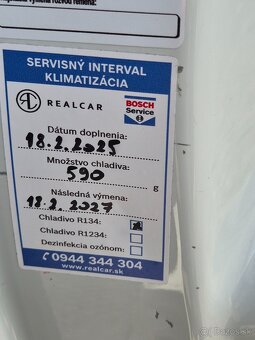 SERVISNÝ INTERVAL
KLIMATIZÁCIA
RL REALCAR
BOSCH
Service
Dátum doplnenia:
18.2.2025
Množstvo chladiva:
590 g
Následná výmena:
18.2.2027
Chladivo R134:
Chladivo R1234:
Dezinfekcia ozónom:
0944 344 304
www.realcar.sk